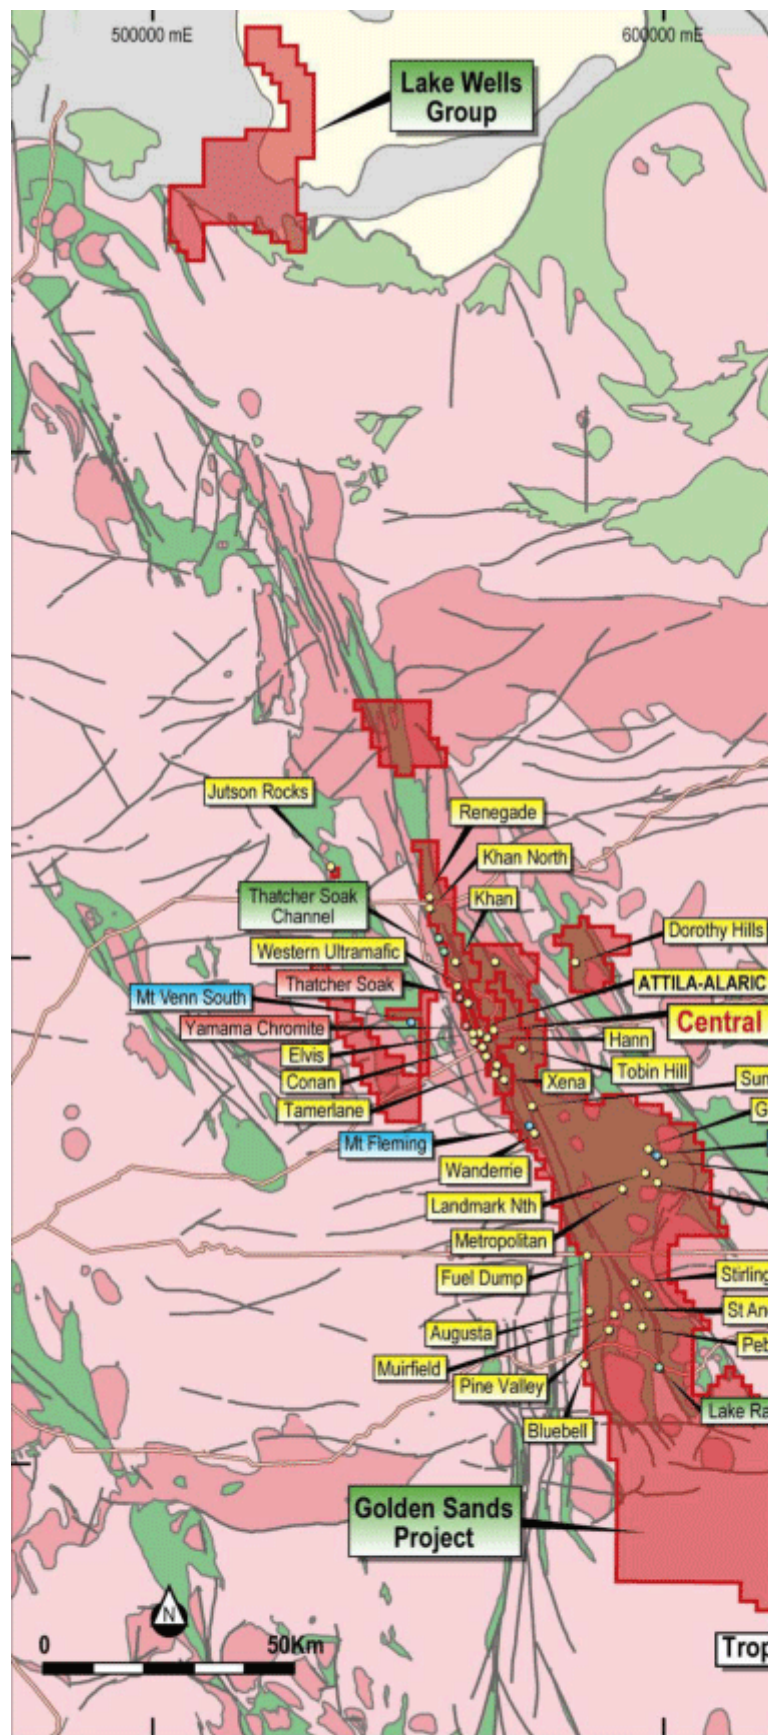 500000 mE
600000 mE
Lake Wells
Group
Jutson Rocks
Renegade
Khan North
Thatcher Soak
Channel
Khan
Dorothy Hills
Western Ultramafic
Thatcher Soak
ATTILA-ALARIC
Mt Venn South
Central
Yamama Chromite
Hann
Elvis
Tobin Hill
Conan
Xena
Sum
Tamerlane
G
Mt Fleming
Wanderrie
Landmark Nth
Metropolitan
Fuel Dump
Stirling
St An
Augusta
Peb
Muirfield
Pine Valley
Lake Ra
Bluebell
Golden Sands
Project
N
0
50Km
Trop